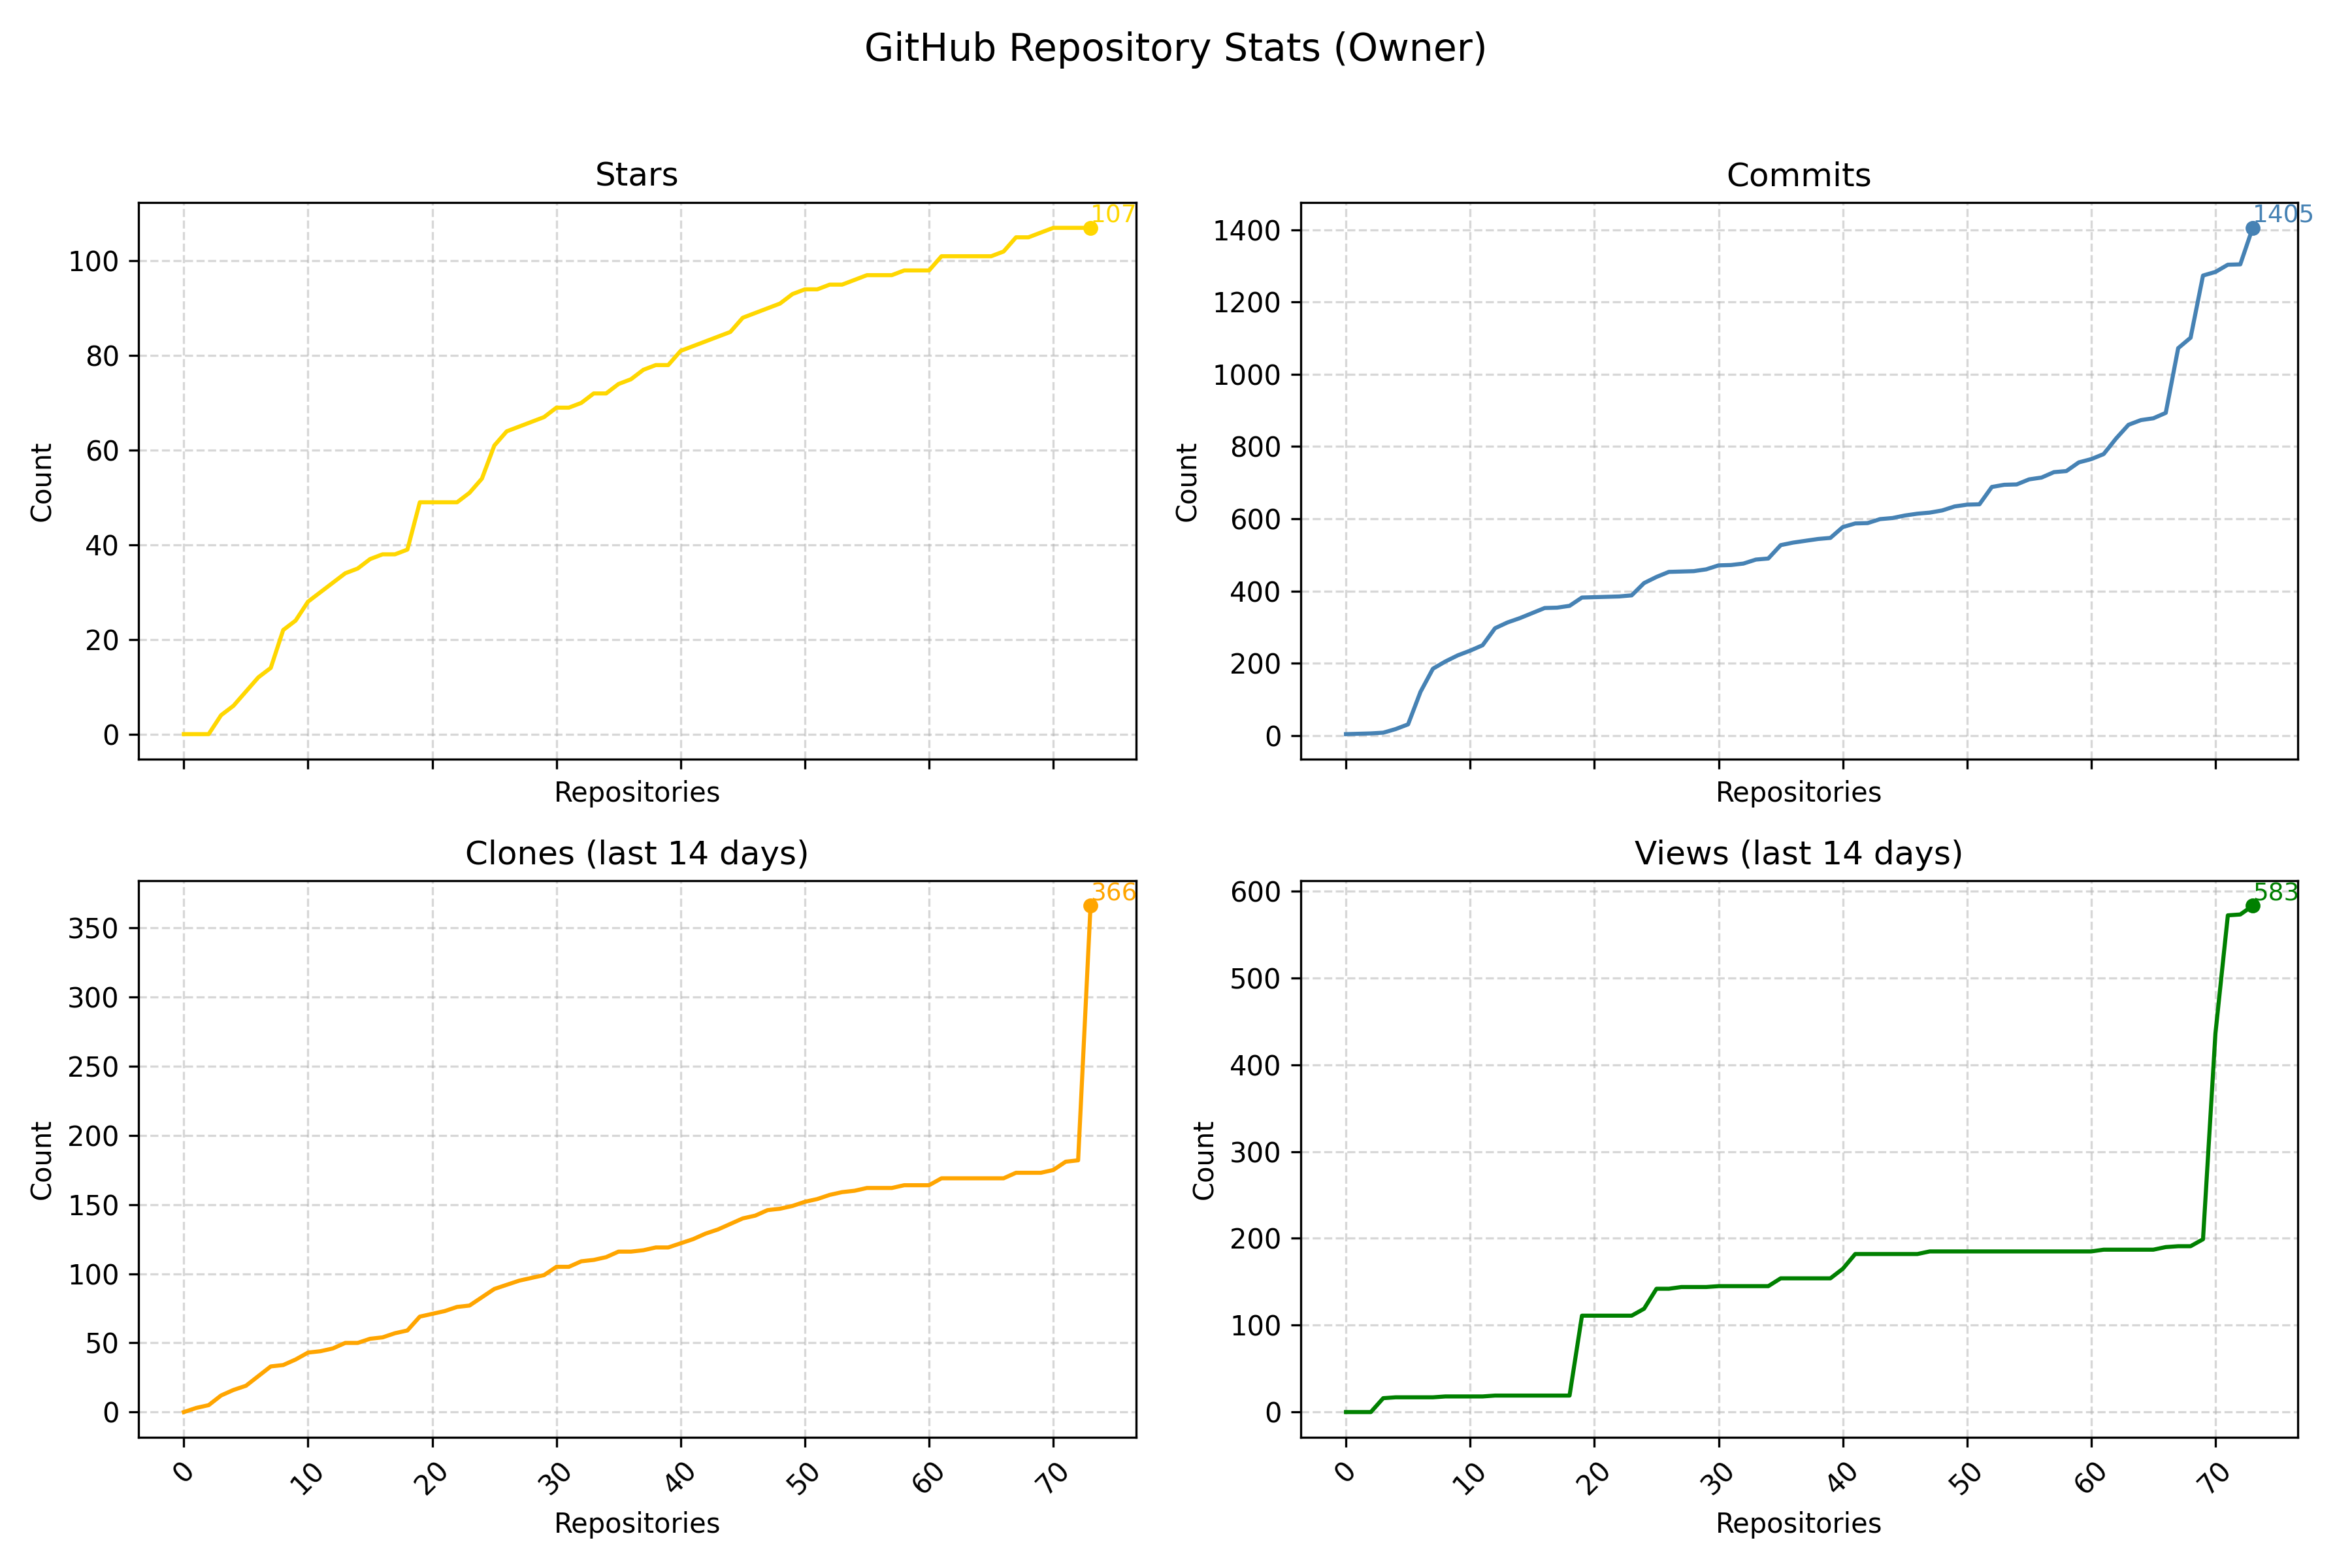 GitHub Repository Stats (Owner)
Stars
107
100
80
60
40
20
0
Count
Repositories
Commits
1405
1400
1200
1000
800
600
400
200
0
Count
Repositories
Clones (last 14 days)
366
350
300
250
200
150
100
50
0
Count
0 10 20 30 40 50 60 70
Repositories
Views (last 14 days)
583
600
500
400
300
200
100
0
Count
0 10 20 30 40 50 60 70
Repositories